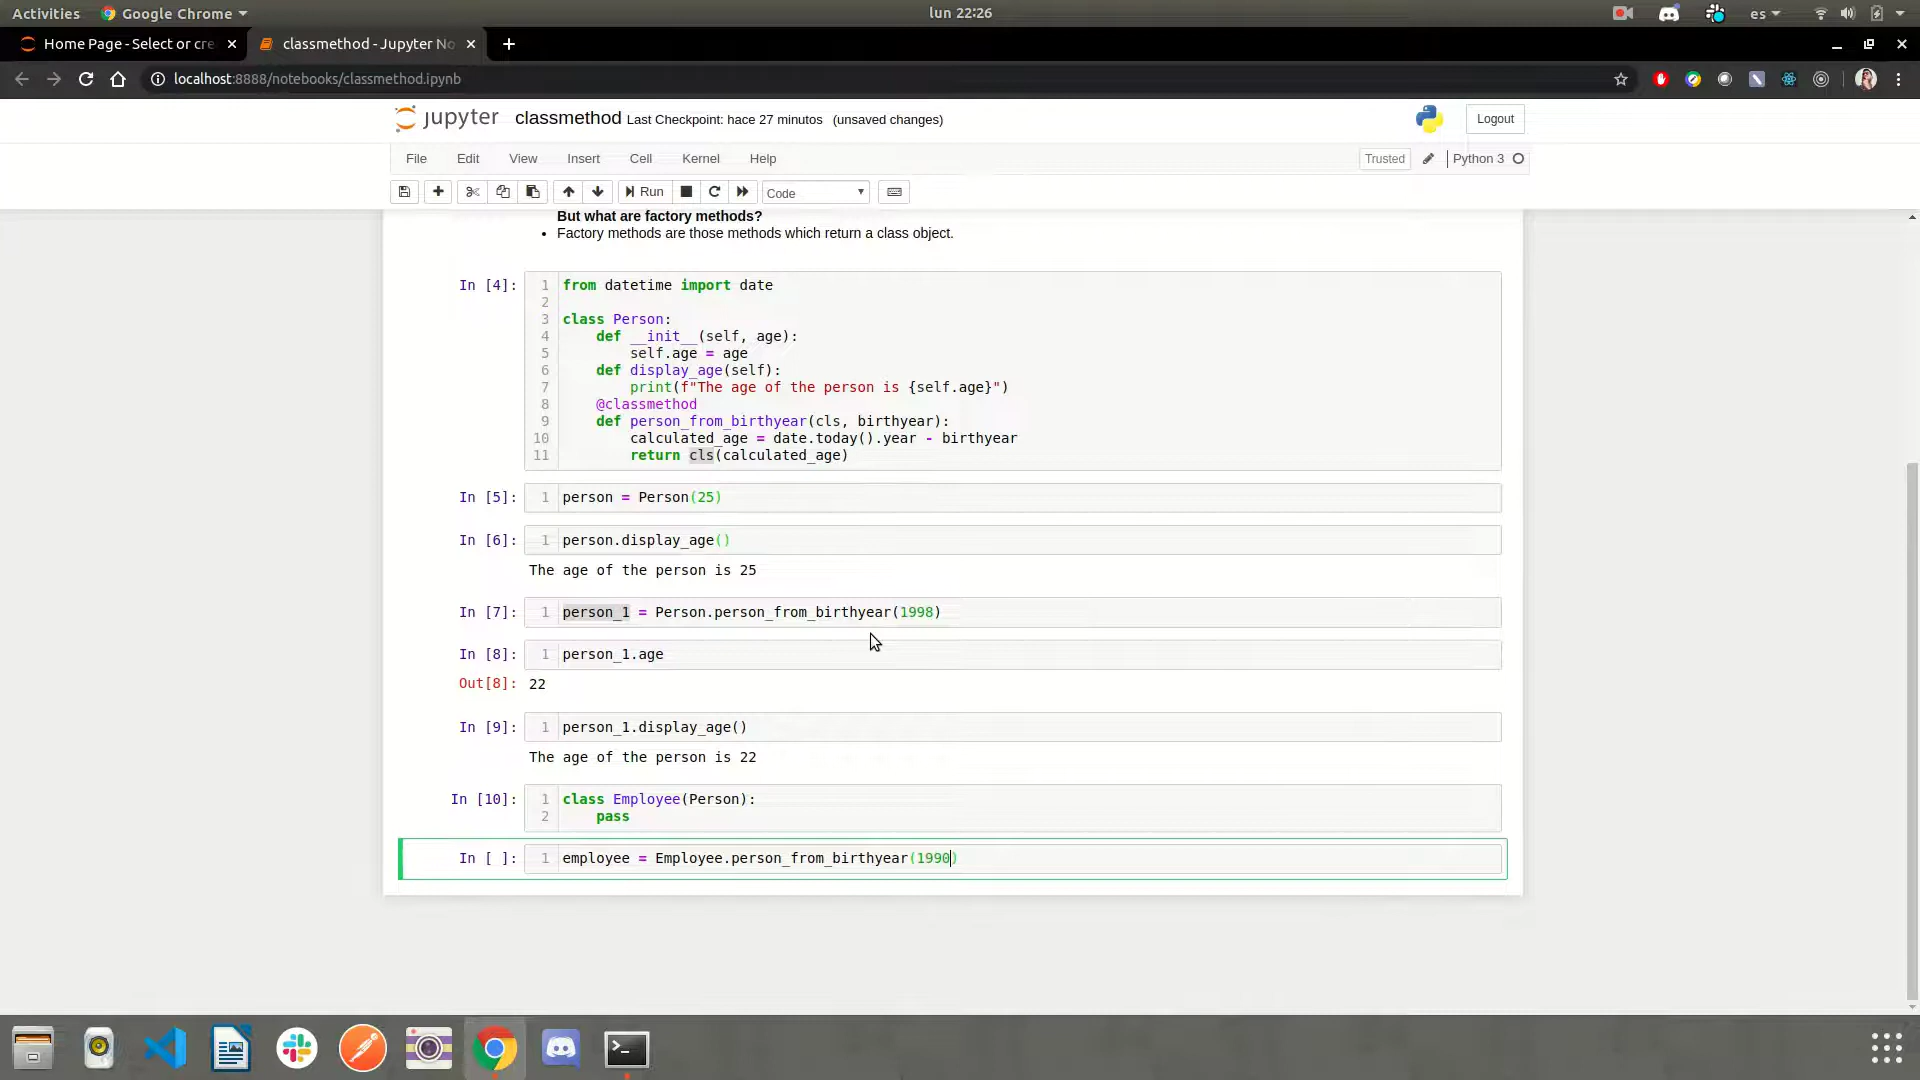 Activities Google Chrome lun 22:26 es
Home Page - Select or cre classmethod - Jupyter No
localhost:8888/notebooks/classmethod.ipynb
jupyter classmethod Last Checkpoint: hace 27 minutos (unsaved changes) Logout
File Edit View Insert Cell Kernel Help Trusted Python 3
Run Code
But what are factory methods?
• Factory methods are those methods which return a class object.
In [4]: 1 from datetime import date
2
3 class Person:
4 def __init__(self, age):
5 self.age = age
6 def display_age(self):
7 print(f"The age of the person is {self.age}")
8 @classmethod
9 def person_from_birthyear(cls, birthyear):
10 calculated_age = date.today().year - birthyear
11 return cls(calculated_age)
In [5]: 1 person = Person(25)
In [6]: 1 person.display_age()
The age of the person is 25
In [7]: 1 person_1 = Person.person_from_birthyear(1998)
In [8]: 1 person_1.age
Out[8]: 22
In [9]: 1 person_1.display_age()
The age of the person is 22
In [10]: 1 class Employee(Person):
2 pass
In [ ]: 1 employee = Employee.person_from_birthyear(1990)